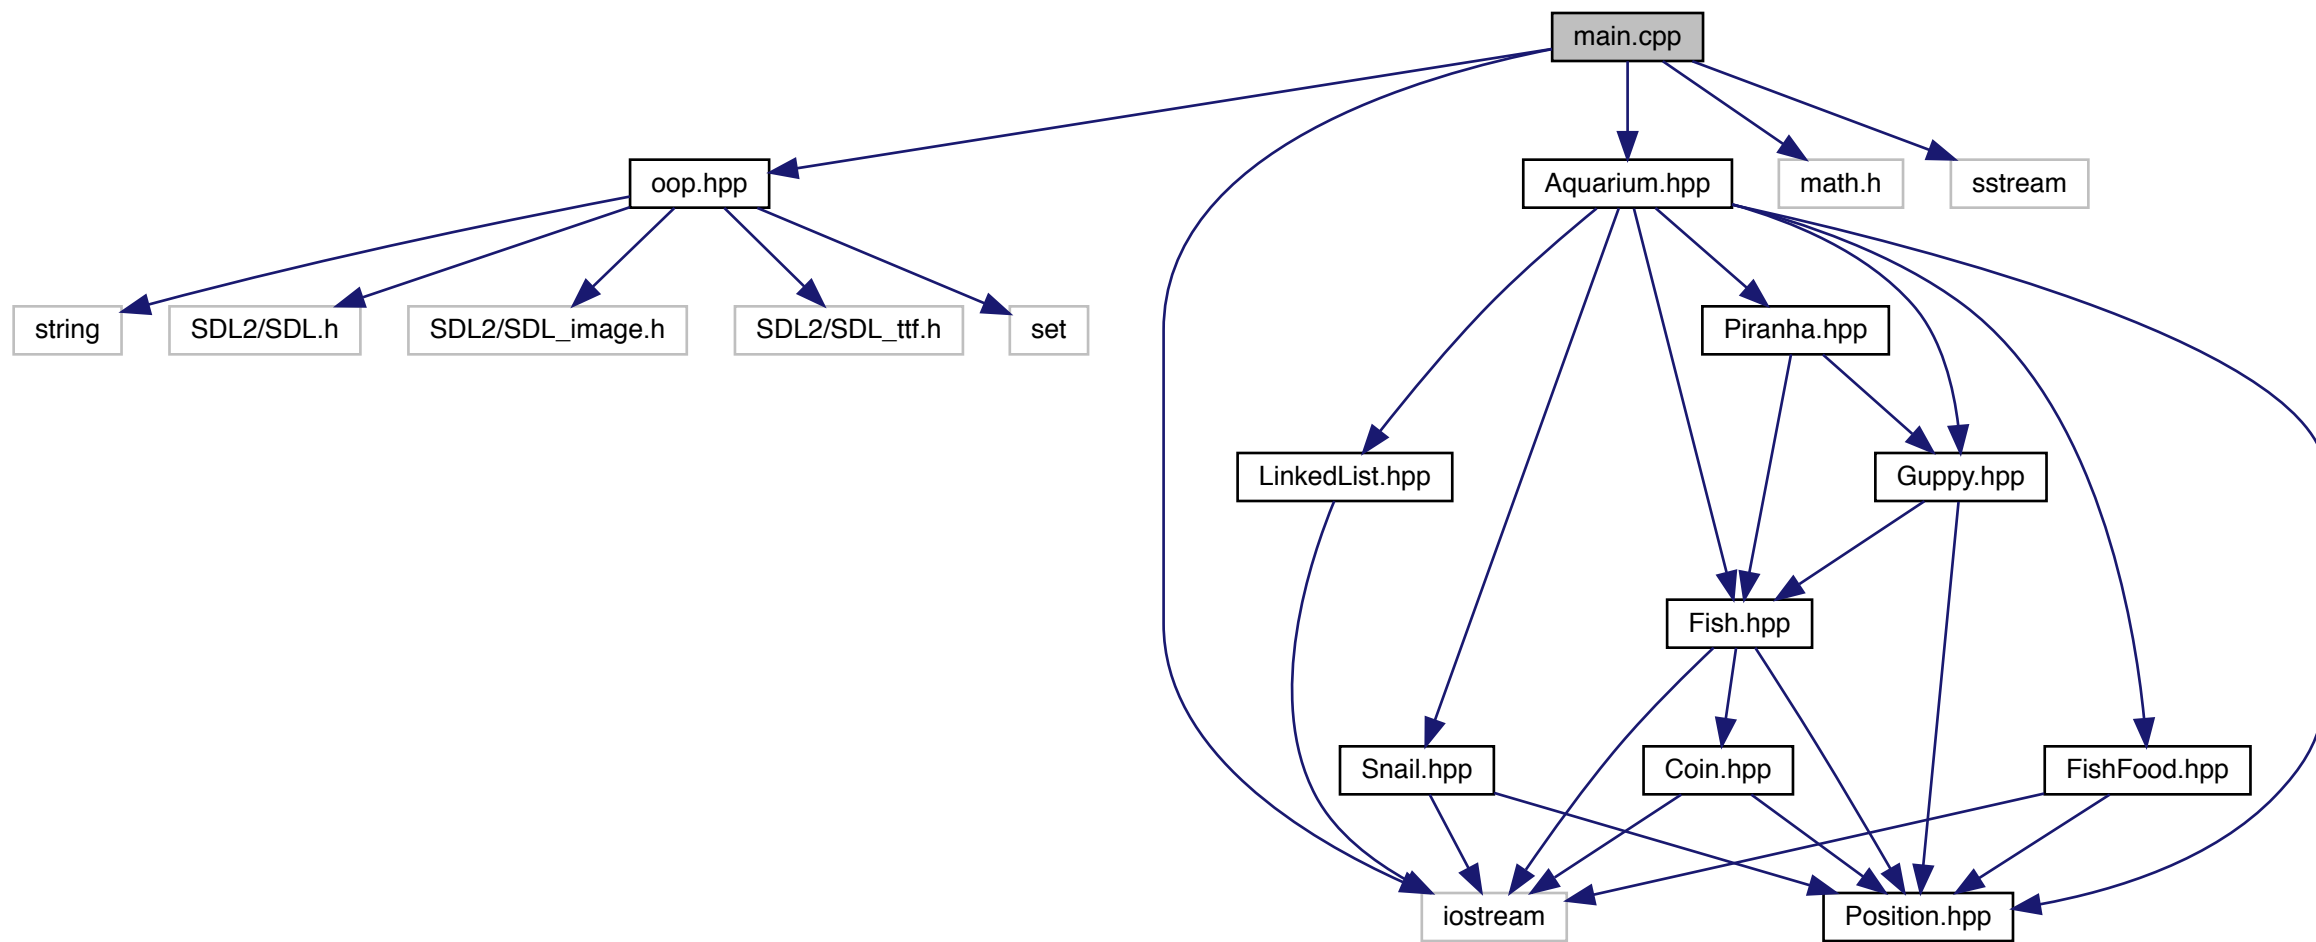 main.cpp
oop.hpp
Aquarium.hpp
math.h
sstream
string
SDL2/SDL.h
SDL2/SDL_image.h
SDL2/SDL_ttf.h
set
Piranha.hpp
LinkedList.hpp
Guppy.hpp
Fish.hpp
Snail.hpp
Coin.hpp
FishFood.hpp
iostream
Position.hpp